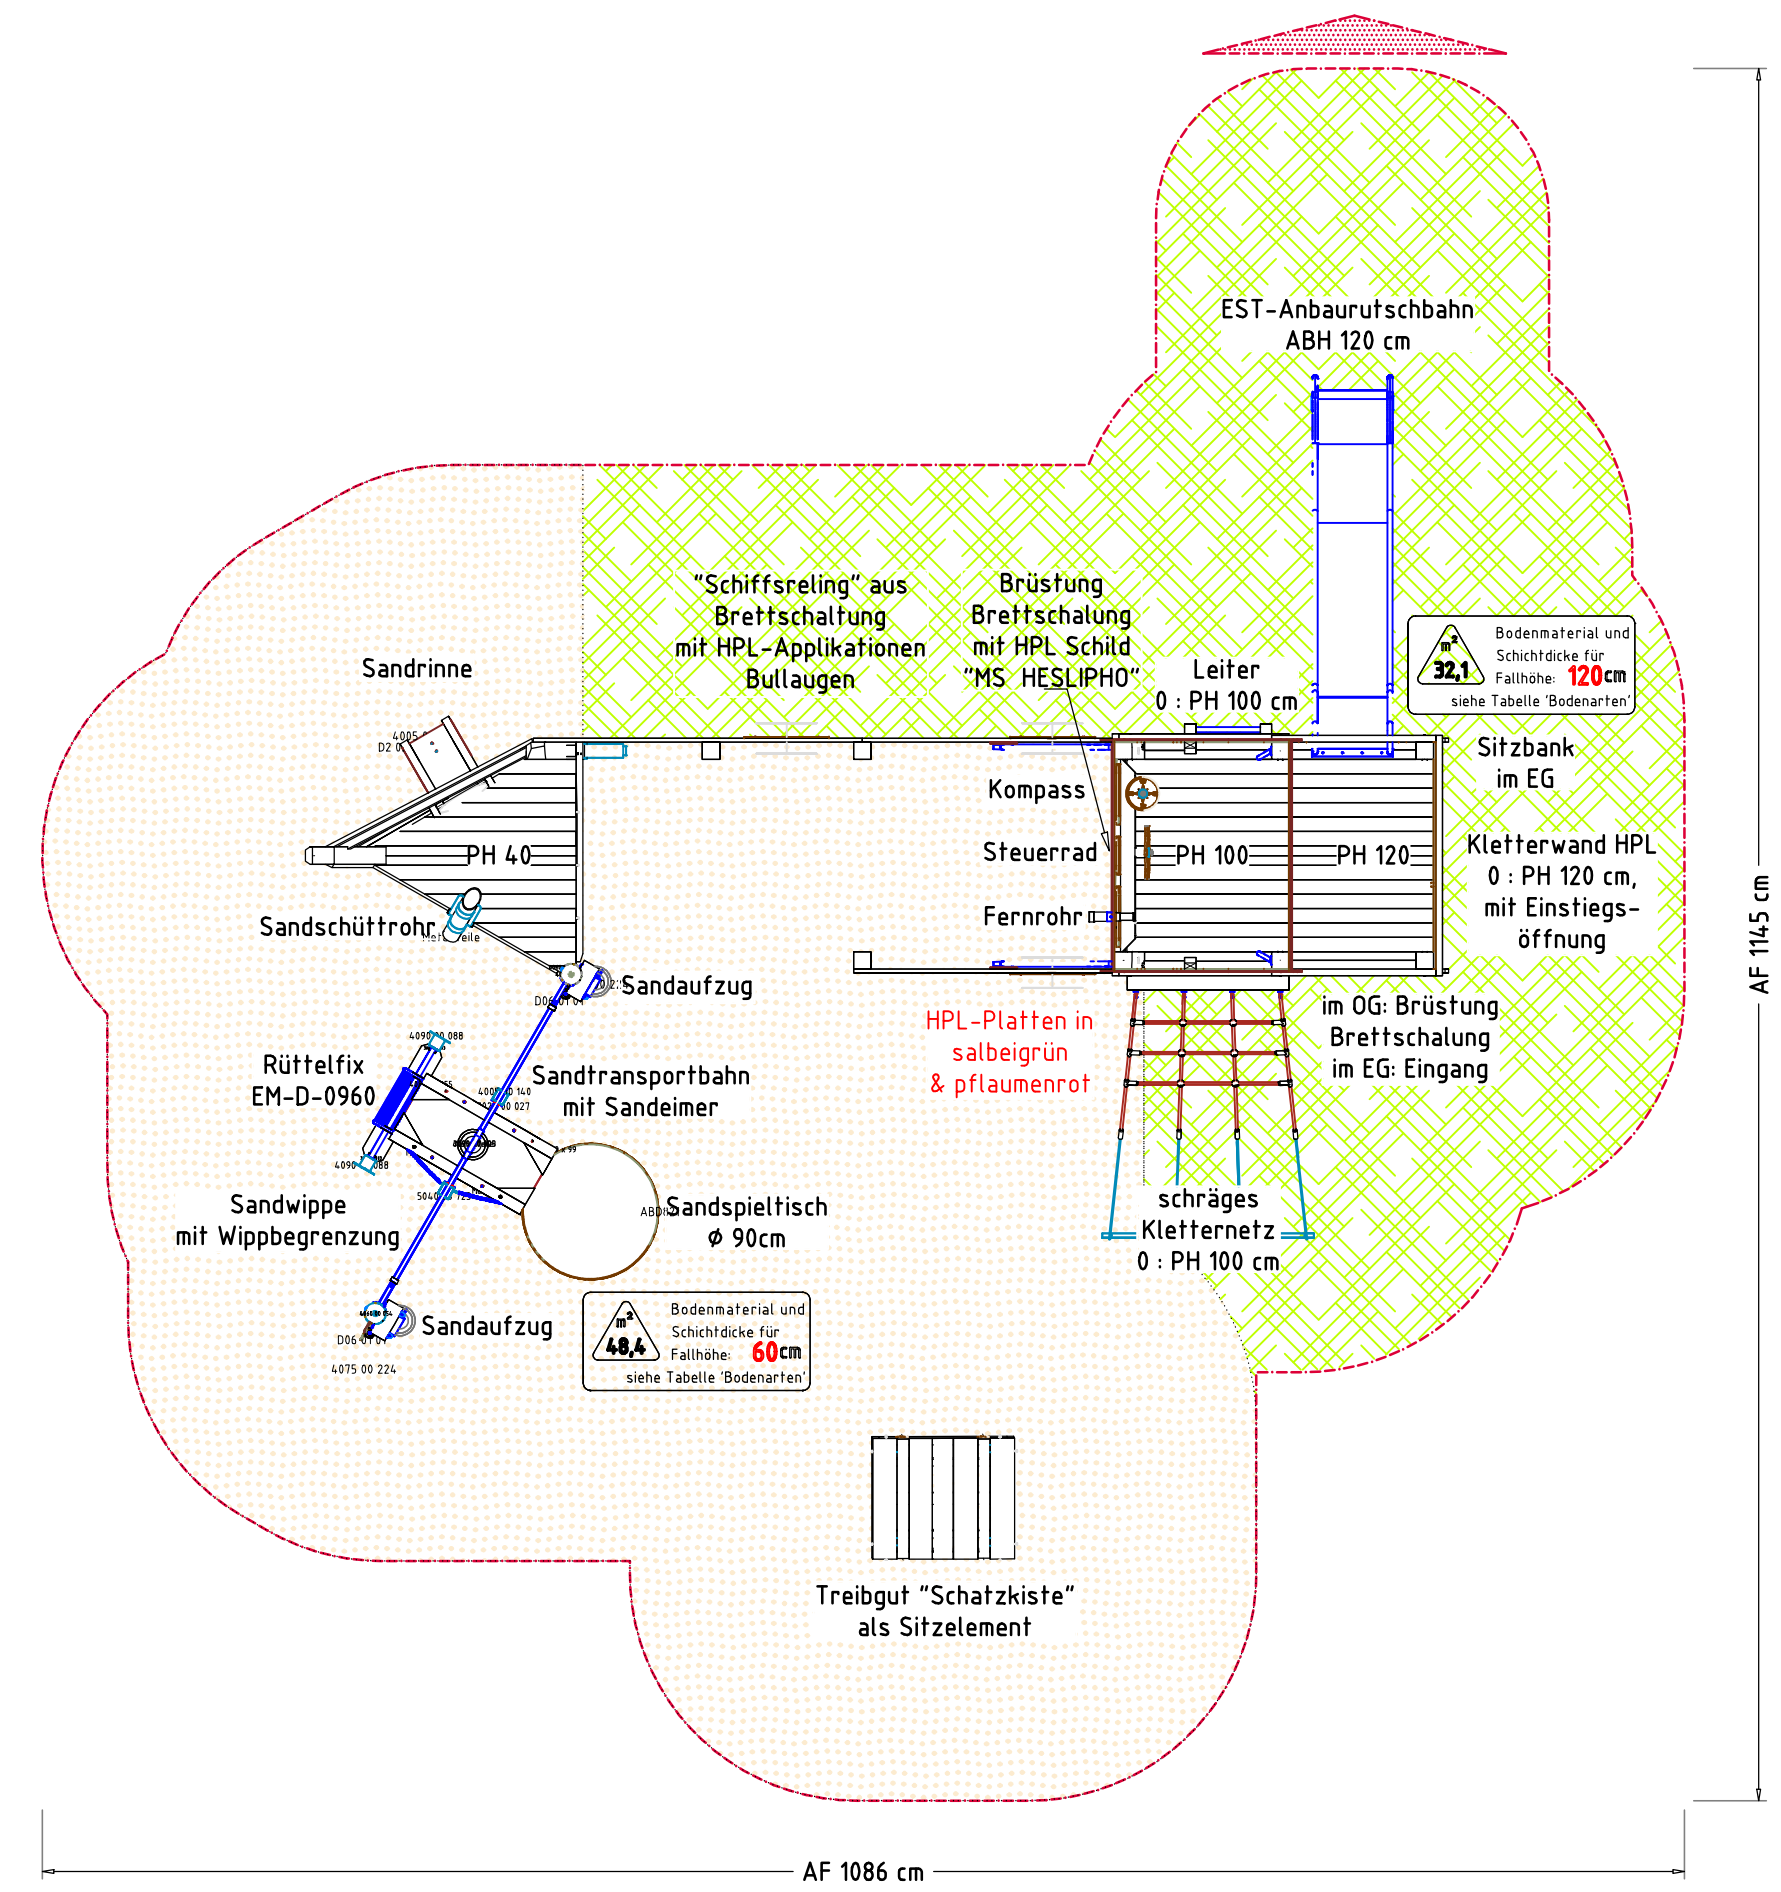 EST-Anbaurutschbahn
ABH 120 cm
"Schiffsreling" aus
Brettschaltung
mit HPL-Applikationen
Bullaugen
Brüstung
Brettschalung
mit HPL Schild
"MS HESLIPHO"
Leiter
0 : PH 100 cm
m²
32,1
Bodenmaterial und
Schichtdicke für
Fallhöhe: 120cm
siehe Tabelle 'Bodenarten'
Sandrinne
Sitzbank
im EG
Kompass
Steuerrad
Fernrohr
PH 40
PH 100
PH 120
Kletterwand HPL
0 : PH 120 cm,
mit Einstiegs-
öffnung
Sandschüttrohr
Sandaufzug
HPL-Platten in
salbeigrün
& pflaumenrot
im OG: Brüstung
Brettschalung
im EG: Eingang
Rüttelfix
EM-D-0960
Sandtransportbahn
mit Sandeimer
Sandwippe
mit Wippbegrenzung
Sandspieltisch
Ø 90cm
schräges
Kletternetz
0 : PH 100 cm
Sandaufzug
4075 00 224
m²
48,4
Bodenmaterial und
Schichtdicke für
Fallhöhe: 60cm
siehe Tabelle 'Bodenarten'
Treibgut "Schatzkiste"
als Sitzelement
AF 1145 cm
AF 1086 cm